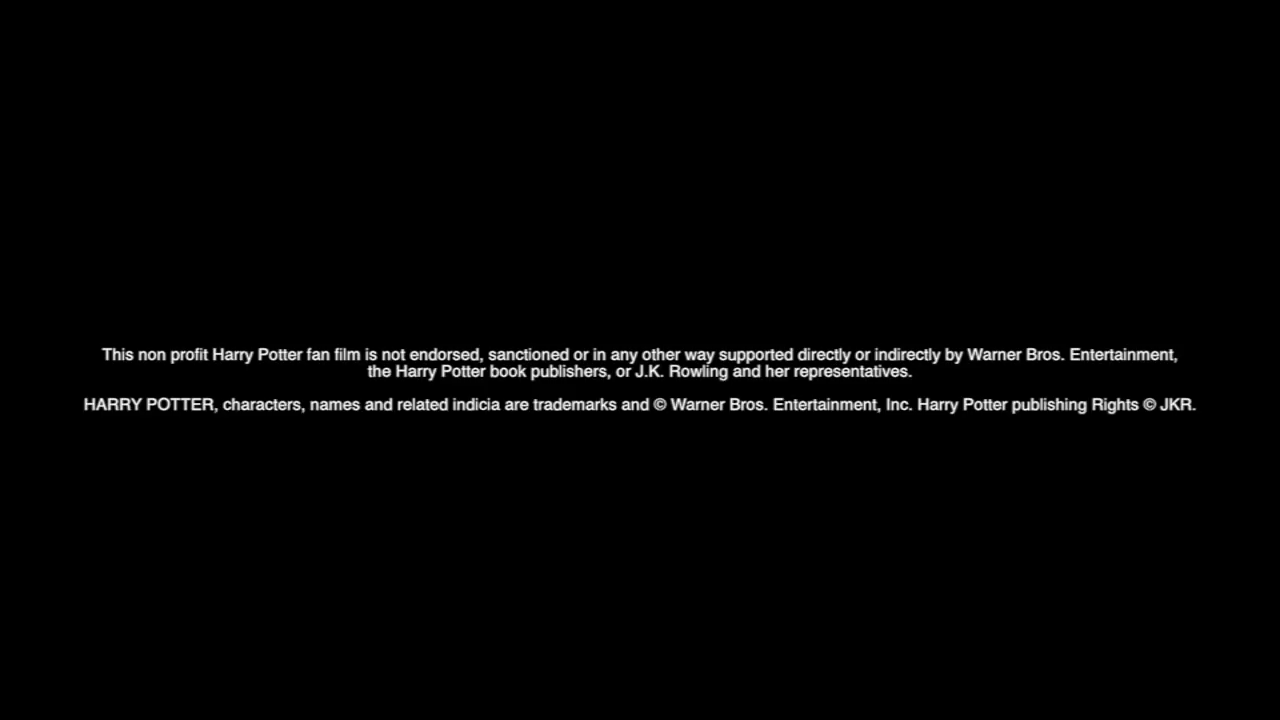 This non profit Harry Potter fan film is not endorsed, sanctioned or in any other way supported directly or indirectly by Warner Bros. Entertainment,
the Harry Potter book publishers, or J.K. Rowling and her representatives.
HARRY POTTER, characters, names and related indicia are trademarks and © Warner Bros. Entertainment, Inc. Harry Potter publishing Rights © JKR.